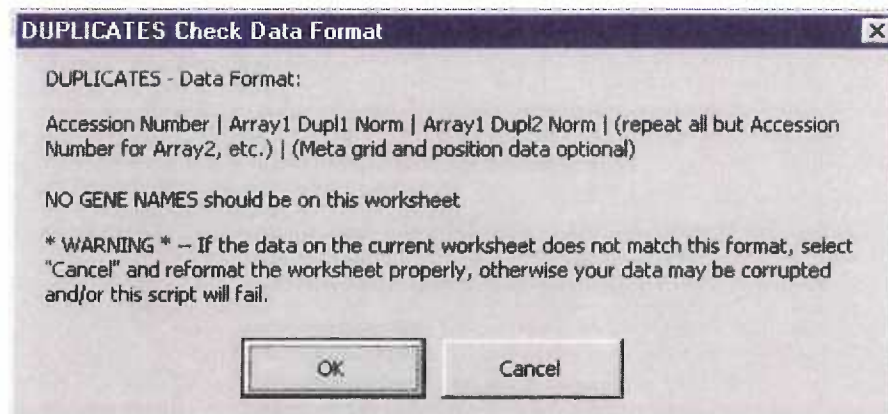 DUPLICATES Check Data Format
DUPLICATES - Data Format:
Accession Number | Array1 Dupl1 Norm | Array1 Dupl2 Norm | (repeat all but Accession
Number for Array2, etc.) | (Meta grid and position data optional)
NO GENE NAMES should be on this worksheet
* WARNING * -- If the data on the current worksheet does not match this format, select
"Cancel" and reformat the worksheet properly, otherwise your data may be corrupted
and/or this script will fail.
OK
Cancel